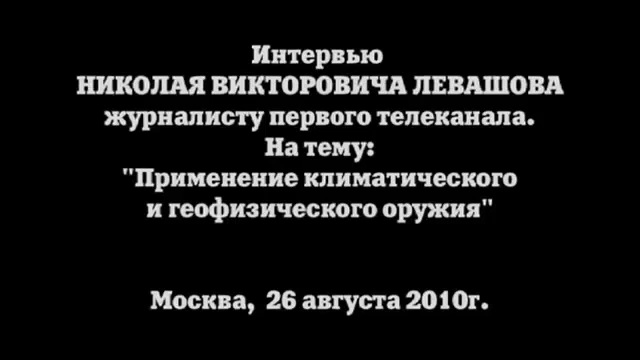 Интервью
НИКОЛАЯ ВИКТОРОВИЧА ЛЕВАШОВА
журналисту первого телеканала.
На тему:
"Применение климатического
и геофизического оружия"
Москва, 26 августа 2010г.